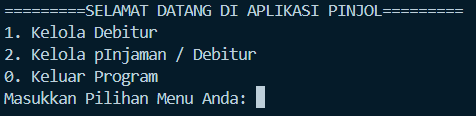 =========SELAMAT DATANG DI APLIKASI PINJOL=========
1. Kelola Debitur
2. Kelola pInjaman / Debitur
0. Keluar Program
Masukkan Pilihan Menu Anda: